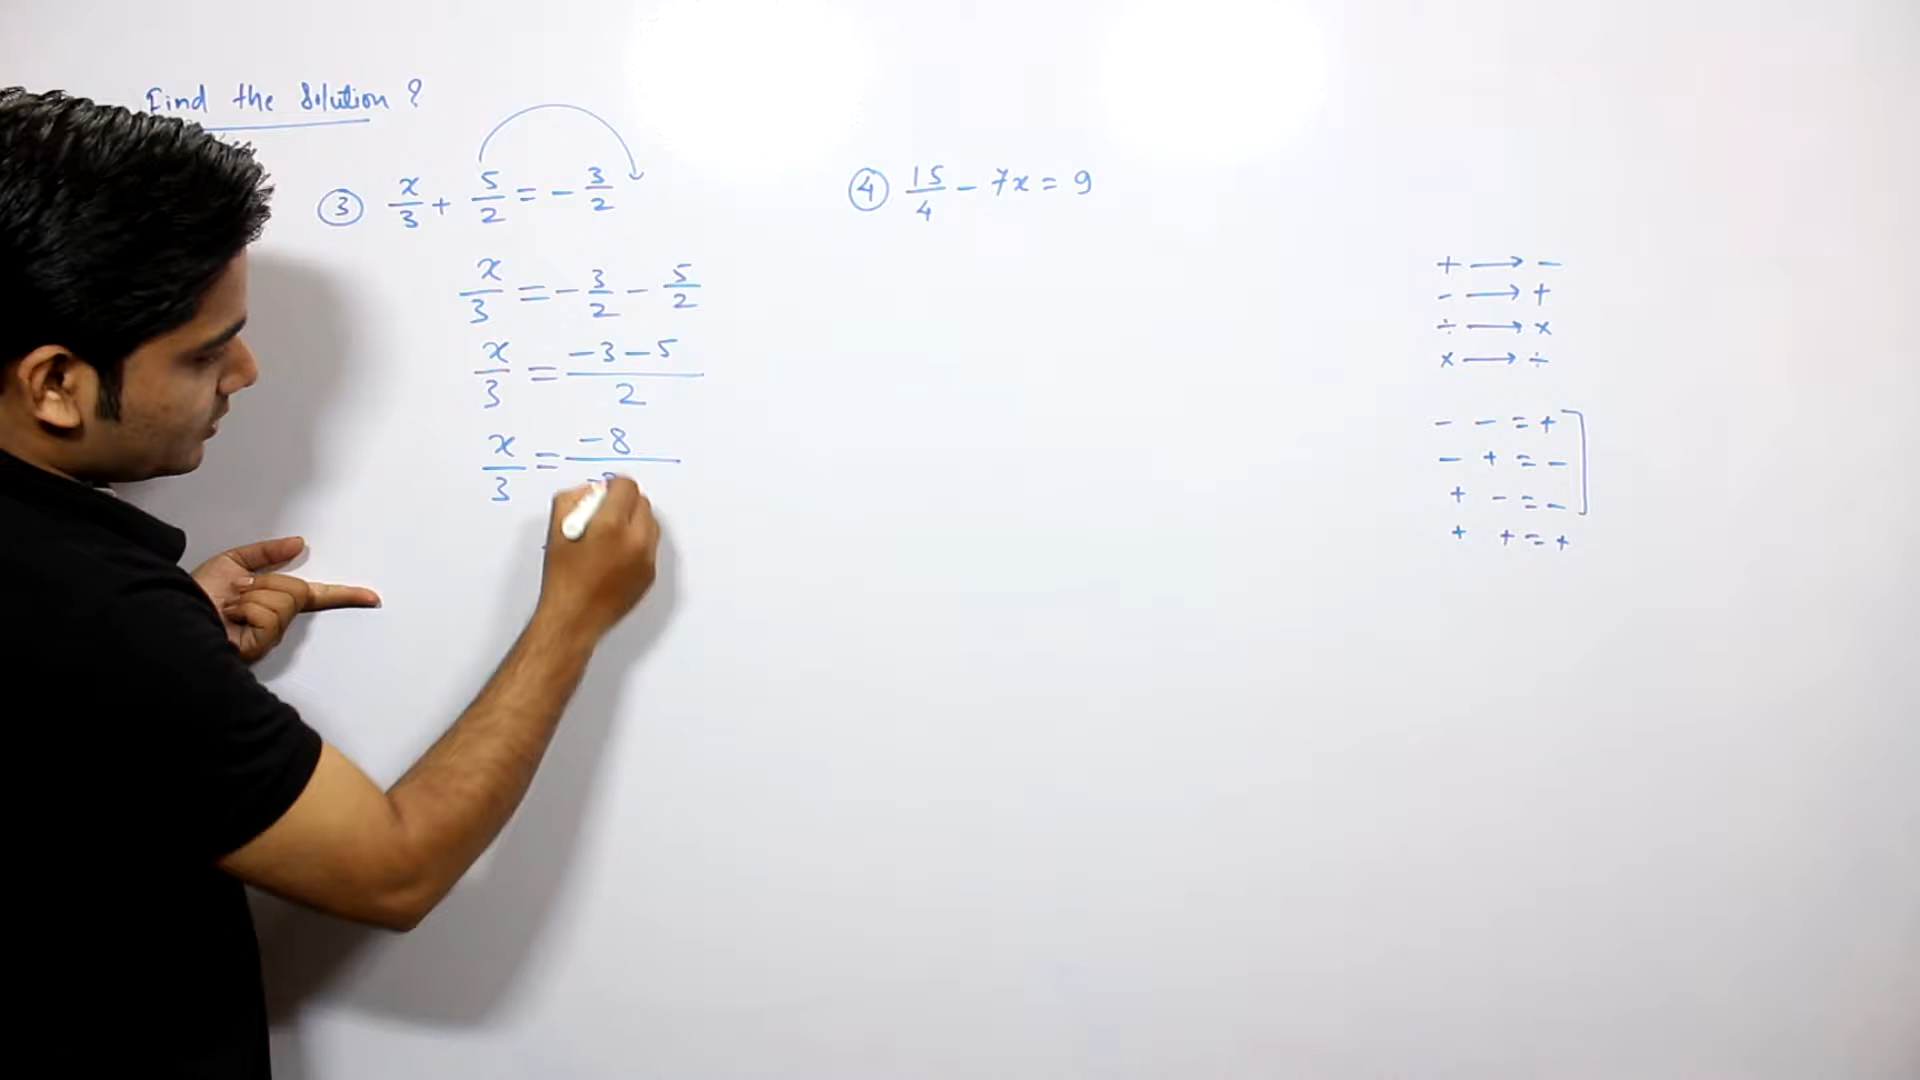 Find the Solution ?
③ x/3 + 5/2 = - 3/2
x/3 = - 3/2 - 5/2
x/3 = -3-5/2
x/3 = -8/
④ 15/4 - 7x = 9
+ → -
- → +
÷ → ×
× → ÷
- - = +
- + = -
+ - = -
+ + = +